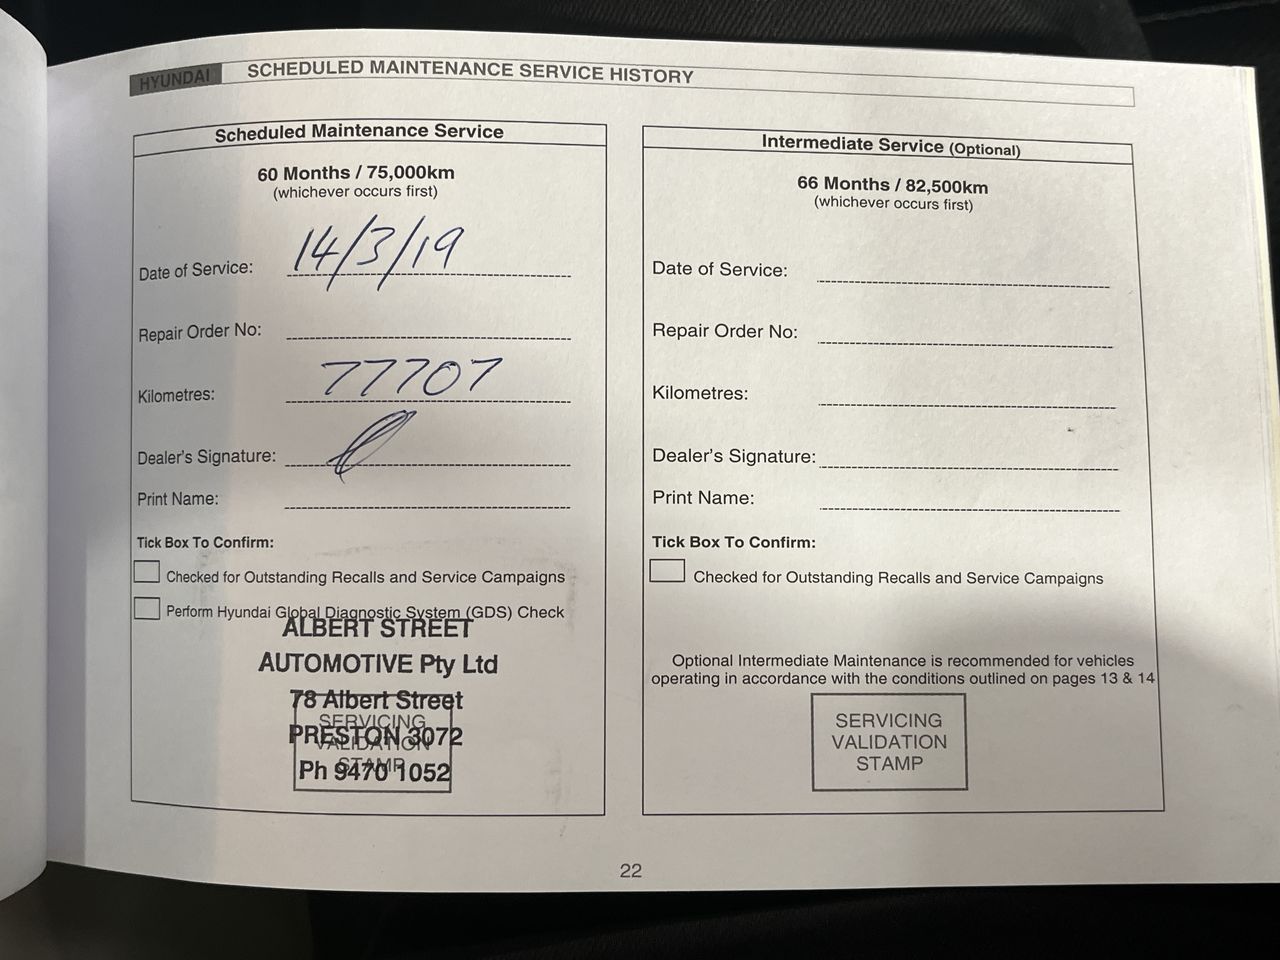 HYUNDAI SCHEDULED MAINTENANCE SERVICE HISTORY
Scheduled Maintenance Service
60 Months / 75,000km
(whichever occurs first)
Date of Service: 14/3/19
Repair Order No:
Kilometres: 77707
Dealer's Signature:
Print Name:
Tick Box To Confirm:
Checked for Outstanding Recalls and Service Campaigns
Perform Hyundai Global Diagnostic System (GDS) Check
ALBERT STREET
AUTOMOTIVE Pty Ltd
78 Albert Street
SERVICING
PRESTON 3072
VALIDATION
STAMP
Ph 9470 1052
Intermediate Service (Optional)
66 Months / 82,500km
(whichever occurs first)
Date of Service:
Repair Order No:
Kilometres:
Dealer's Signature:
Print Name:
Tick Box To Confirm:
Checked for Outstanding Recalls and Service Campaigns
Optional Intermediate Maintenance is recommended for vehicles
operating in accordance with the conditions outlined on pages 13 & 14
SERVICING
VALIDATION
STAMP
22